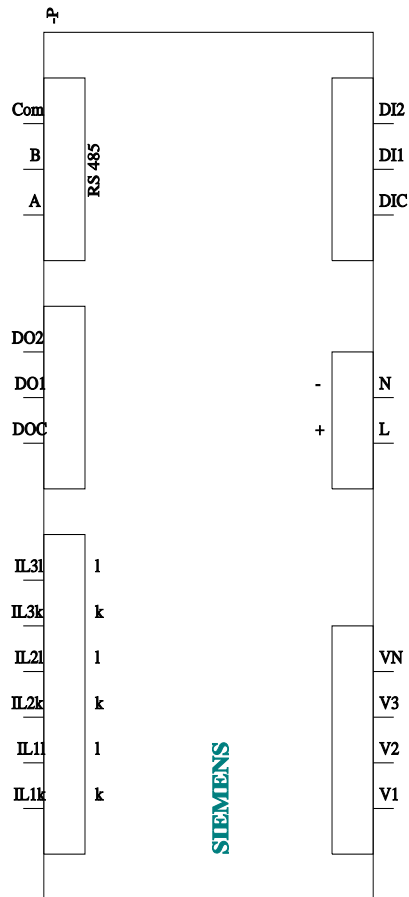 -P
Com
B
A
RS 485
DO2
DO1
DOC
IL3l l
IL3k k
IL2l l
IL2k k
IL1l l
IL1k k
SIEMENS
DI2
DI1
DIC
- N
+ L
VN
V3
V2
V1